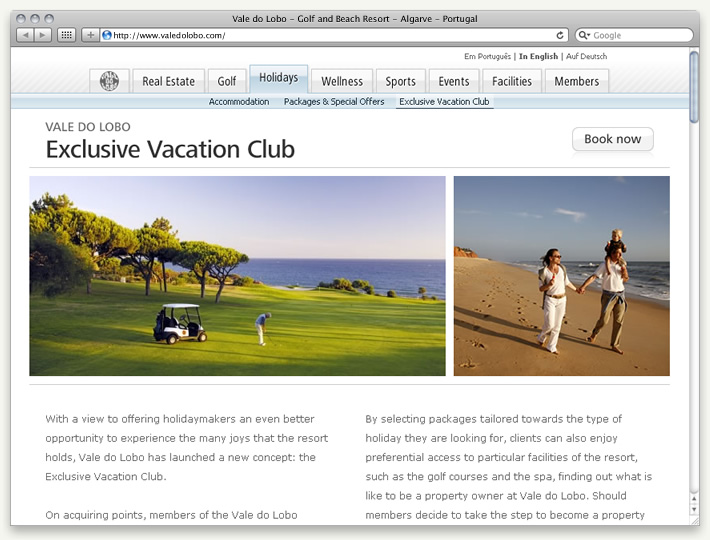 Vale do Lobo – Golf and Beach Resort – Algarve – Portugal
http://www.valedolobo.com/
Google
Em Português | In English | Auf Deutsch
Real Estate
Golf
Holidays
Wellness
Sports
Events
Facilities
Members
Accommodation
Packages & Special Offers
Exclusive Vacation Club
VALE DO LOBO
Exclusive Vacation Club
Book now
With a view to offering holidaymakers an even better
opportunity to experience the many joys that the resort
holds, Vale do Lobo has launched a new concept: the
Exclusive Vacation Club.
On acquiring points, members of the Vale do Lobo
By selecting packages tailored towards the type of
holiday they are looking for, clients can also enjoy
preferential access to particular facilities of the resort,
such as the golf courses and the spa, finding out what is
like to be a property owner at Vale do Lobo. Should
members decide to take the step to become a property